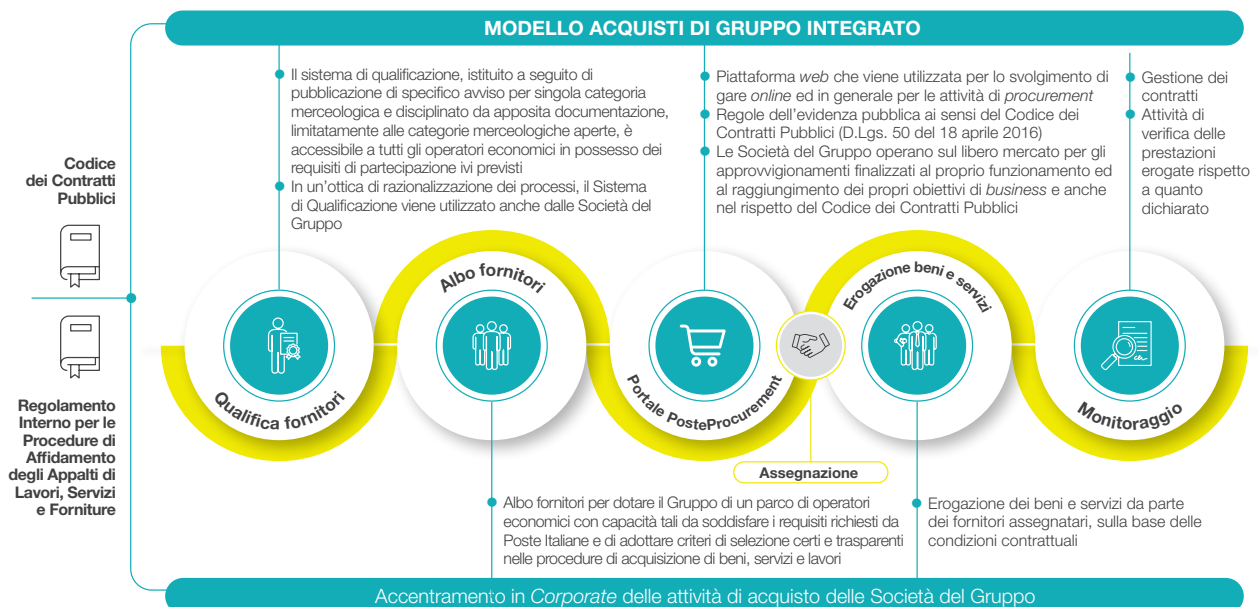 MODELLO ACQUISTI DI GRUPPO INTEGRATO
Codice
dei Contratti
Pubblici
Regolamento
Interno per le
Procedure di
Affidamento
degli Appalti di
Lavori, Servizi
e Forniture
Il sistema di qualificazione, istituito a seguito di
pubblicazione di specifico avviso per singola categoria
merceologica e disciplinato da apposita documentazione,
limitatamente alle categorie merceologiche aperte, è
accessibile a tutti gli operatori economici in possesso dei
requisiti di partecipazione ivi previsti
In un'ottica di razionalizzazione dei processi, il Sistema
di Qualificazione viene utilizzato anche dalle Società del
Gruppo
Piattaforma web che viene utilizzata per lo svolgimento di
gare online ed in generale per le attività di procurement
Regole dell'evidenza pubblica ai sensi del Codice dei
Contratti Pubblici (D.Lgs. 50 del 18 aprile 2016)
Le Società del Gruppo operano sul libero mercato per gli
approvvigionamenti finalizzati al proprio funzionamento ed
al raggiungimento dei propri obiettivi di business e anche
nel rispetto del Codice dei Contratti Pubblici
Gestione dei
contratti
Attività di
verifica delle
prestazioni
erogate rispetto
a quanto
dichiarato
Qualifica fornitori
Albo fornitori
Portale PosteProcurement
Erogazione beni e servizi
Monitoraggio
Assegnazione
Albo fornitori per dotare il Gruppo di un parco di operatori
economici con capacità tali da soddisfare i requisiti richiesti da
Poste Italiane e di adottare criteri di selezione certi e trasparenti
nelle procedure di acquisizione di beni, servizi e lavori
Erogazione dei beni e servizi da parte
dei fornitori assegnatari, sulla base delle
condizioni contrattuali
Accentramento in Corporate delle attività di acquisto delle Società del Gruppo